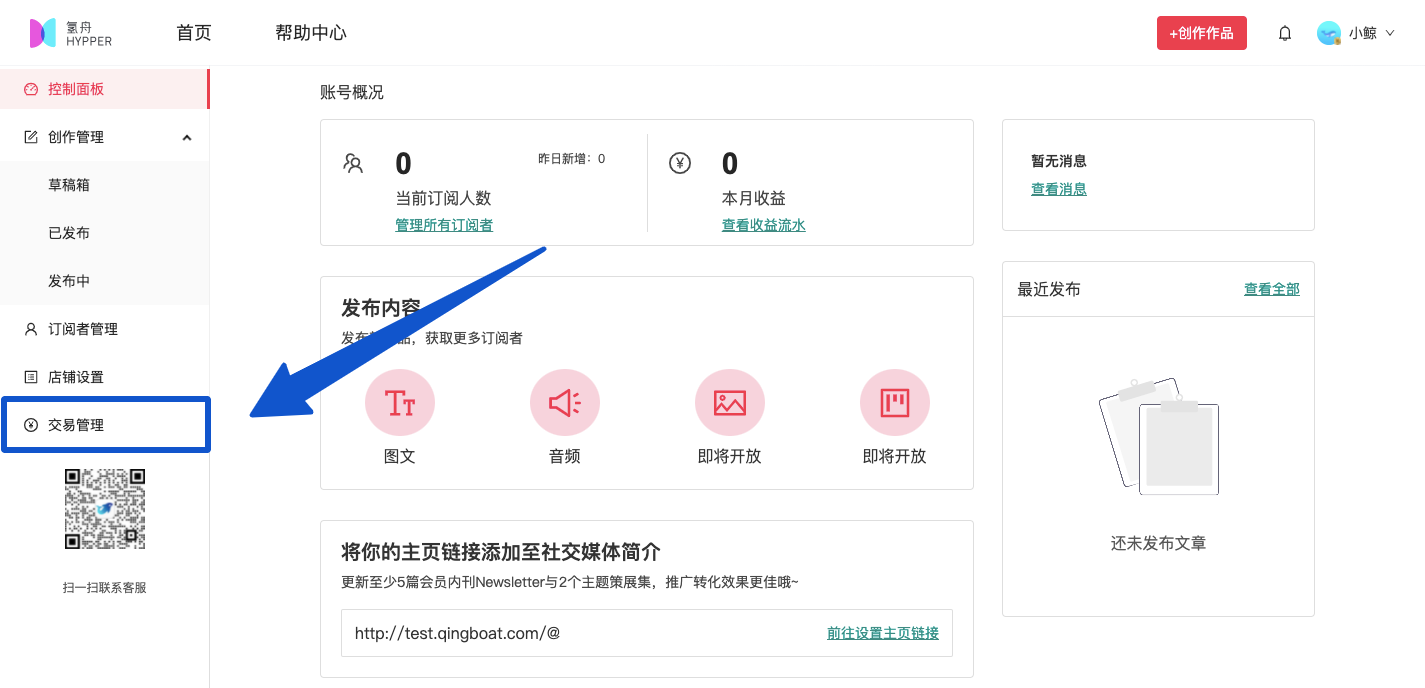 氢舟
HYPPER
首页
帮助中心
+创作作品
小鲸
控制面板
创作管理
草稿箱
已发布
发布中
订阅者管理
店铺设置
交易管理
扫一扫联系客服
账号概况
0
昨日新增：0
当前订阅人数
管理所有订阅者
¥
0
本月收益
查看收益流水
暂无消息
查看消息
发布内容
发布 品，获取更多订阅者
图文
音频
即将开放
即将开放
最近发布
查看全部
还未发布文章
将你的主页链接添加至社交媒体简介
更新至少5篇会员内刊Newsletter与2个主题策展集，推广转化效果更佳哦~
http://test.qingboat.com/@
前往设置主页链接